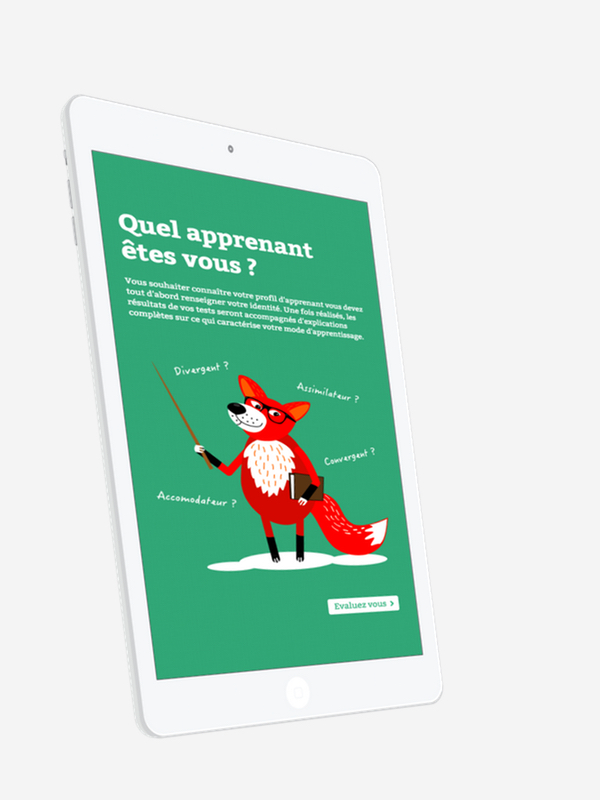 Quel apprenant
êtes vous ?
Vous souhaiter connaître votre profil d'apprenant vous devez
tout d'abord renseigner votre identité. Une fois réalisés, les
résultats de vos tests seront accompagnés d'explications
complètes sur ce qui caractérise votre mode d'apprentissage.
Divergent ?
Assimilateur ?
Convergent ?
Accomodateur ?
Evaluez vous >